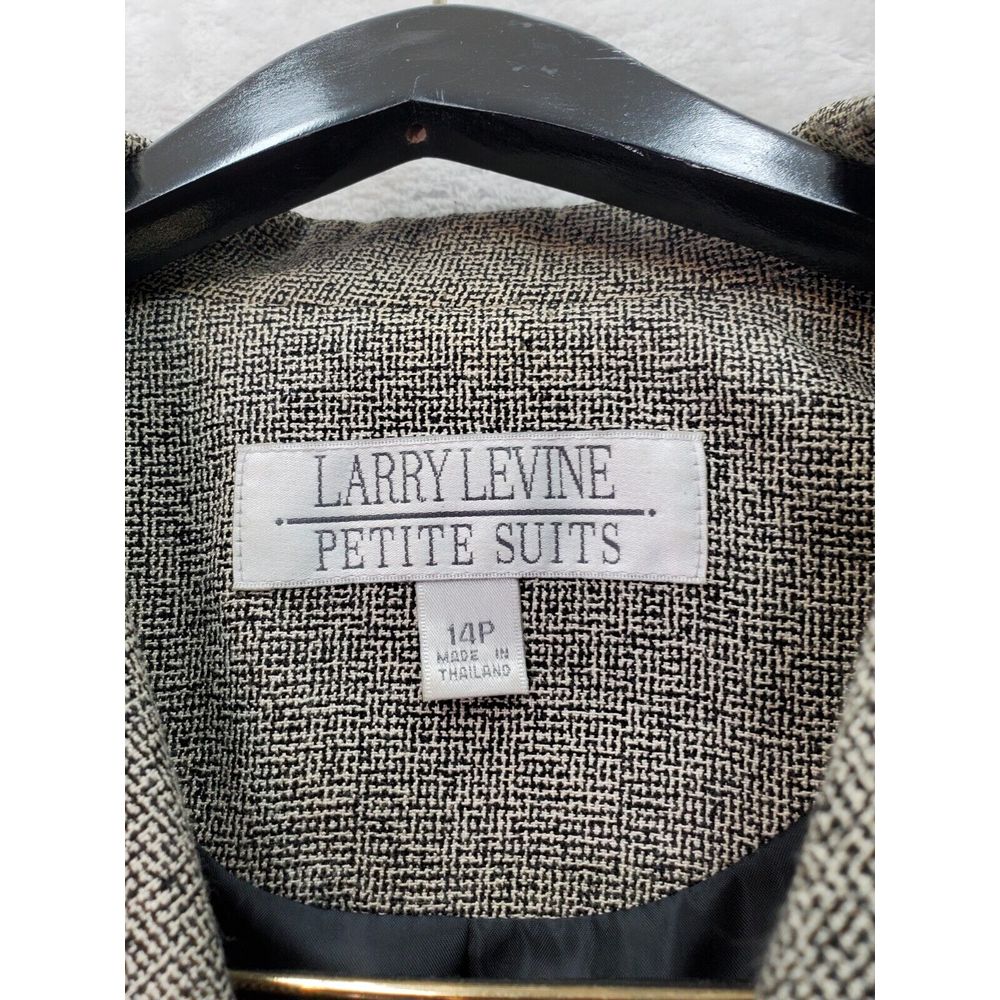 LARRY LEVINE
PETITE SUITS
14P
MADE IN
THAILAND